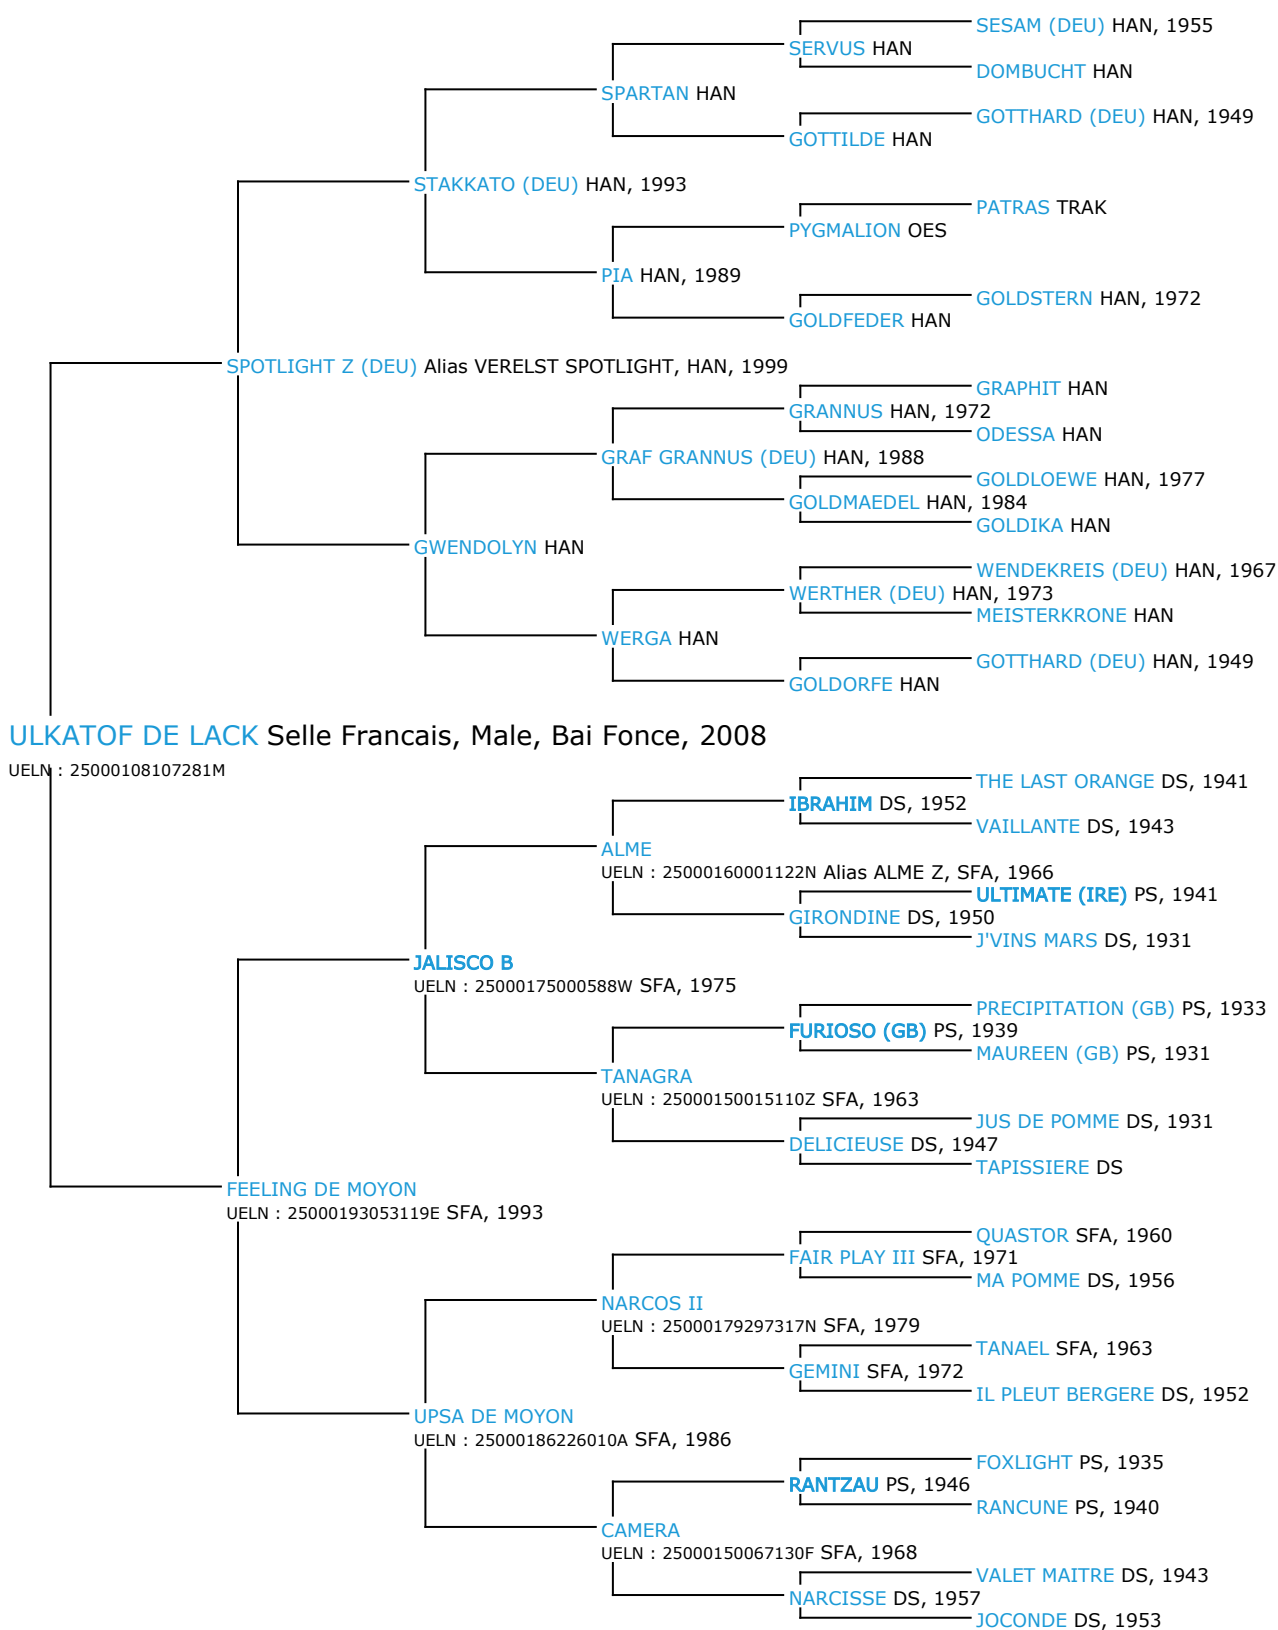 SESAM (DEU) HAN, 1955
SERVUS HAN
DOMBUCHT HAN
SPARTAN HAN
GOTTHARD (DEU) HAN, 1949
GOTTILDE HAN
STAKKATO (DEU) HAN, 1993
PATRAS TRAK
PYGMALION OES
PIA HAN, 1989
GOLDSTERN HAN, 1972
GOLDFEDER HAN
SPOTLIGHT Z (DEU) Alias VERELST SPOTLIGHT, HAN, 1999
GRAPHIT HAN
GRANNUS HAN, 1972
ODESSA HAN
GRAF GRANNUS (DEU) HAN, 1988
GOLDLOEWE HAN, 1977
GOLDMAEDEL HAN, 1984
GOLDIKA HAN
GWENDOLYN HAN
WENDEKREIS (DEU) HAN, 1967
WERTHER (DEU) HAN, 1973
MEISTERKRONE HAN
WERGA HAN
GOTTHARD (DEU) HAN, 1949
GOLDORFE HAN
ULKATOF DE LACK Selle Francais, Male, Bai Fonce, 2008
UELN : 25000108107281M
THE LAST ORANGE DS, 1941
IBRAHIM DS, 1952
VAILLANTE DS, 1943
ALME
UELN : 25000160001122N Alias ALME Z, SFA, 1966
ULTIMATE (IRE) PS, 1941
GIRONDINE DS, 1950
J'VINS MARS DS, 1931
JALISCO B
UELN : 25000175000588W SFA, 1975
PRECIPITATION (GB) PS, 1933
FURIOSO (GB) PS, 1939
MAUREEN (GB) PS, 1931
TANAGRA
UELN : 25000150015110Z SFA, 1963
JUS DE POMME DS, 1931
DELICIEUSE DS, 1947
TAPISSIERE DS
FEELING DE MOYON
UELN : 25000193053119E SFA, 1993
QUASTOR SFA, 1960
FAIR PLAY III SFA, 1971
MA POMME DS, 1956
NARCOS II
UELN : 25000179297317N SFA, 1979
TANAEL SFA, 1963
GEMINI SFA, 1972
IL PLEUT BERGERE DS, 1952
UPSA DE MOYON
UELN : 25000186226010A SFA, 1986
FOXLIGHT PS, 1935
RANTZAU PS, 1946
RANCUNE PS, 1940
CAMERA
UELN : 25000150067130F SFA, 1968
VALET MAITRE DS, 1943
NARCISSE DS, 1957
JOCONDE DS, 1953